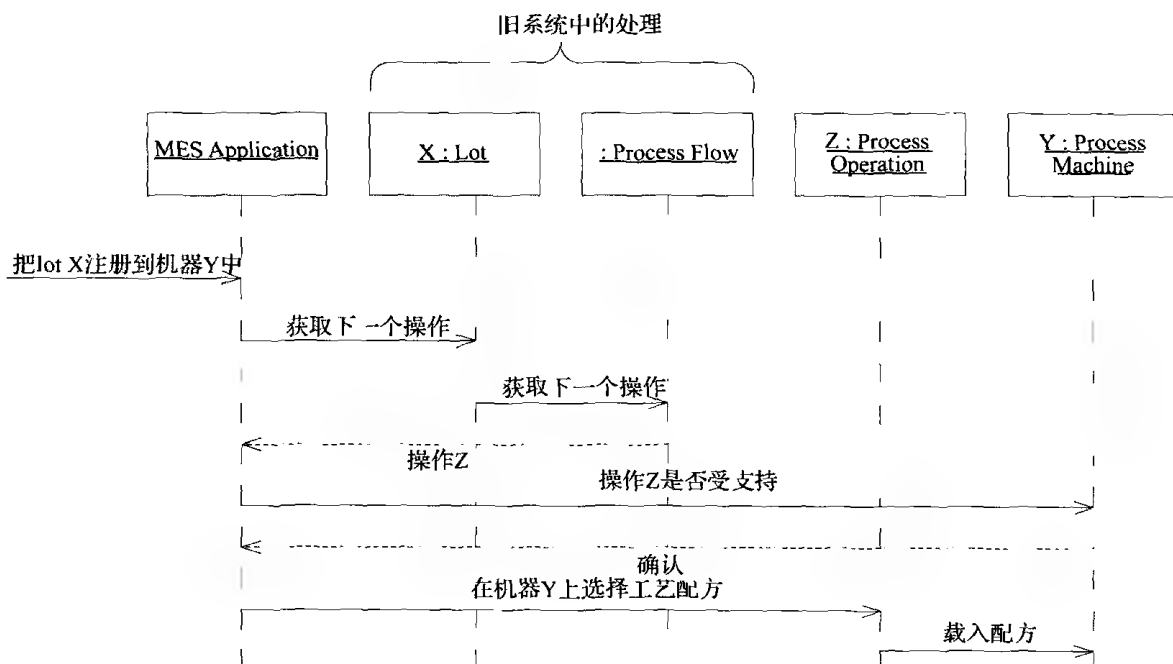 旧系统中的处理
MES Application
X : Lot
: Process Flow
Z : Process
Operation
Y : Process
Machine
把lot X注册到机器Y中
获取下一个操作
获取下一个操作
操作Z
操作Z是否受支持
确认
在机器Y上选择工艺配方
载入配方